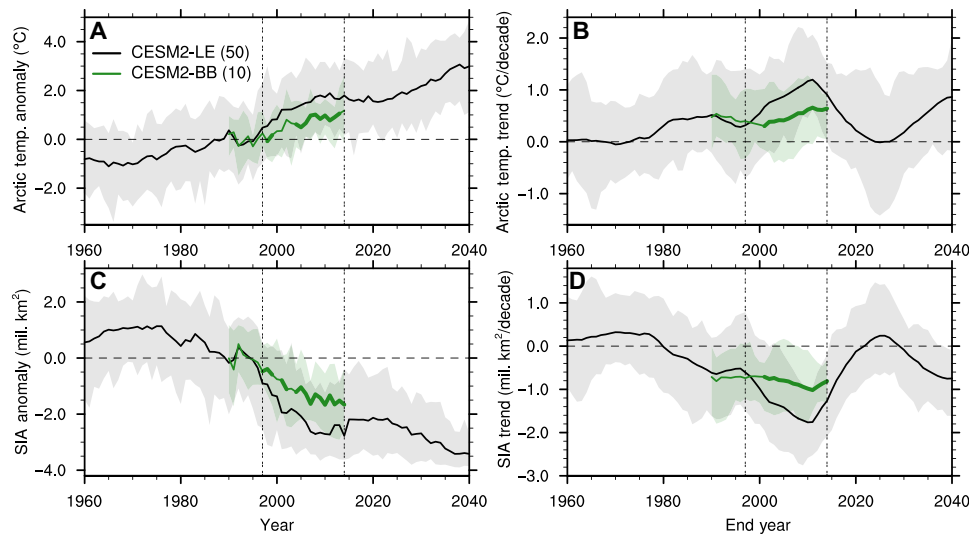 A
Arctic temp. anomaly (°C)
4.0
2.0
0.0
−2.0
CESM2-LE (50)
CESM2-BB (10)
1960 1980 2000 2020 2040
B
Arctic temp. trend (°C/decade)
2.0
1.0
0.0
−1.0
1960 1980 2000 2020 2040
C
SIA anomaly (mil. km²)
2.0
0.0
−2.0
−4.0
1960 1980 2000 2020 2040
Year
D
SIA trend (mil. km²/decade)
1.0
0.0
−1.0
−2.0
−3.0
1960 1980 2000 2020 2040
End year